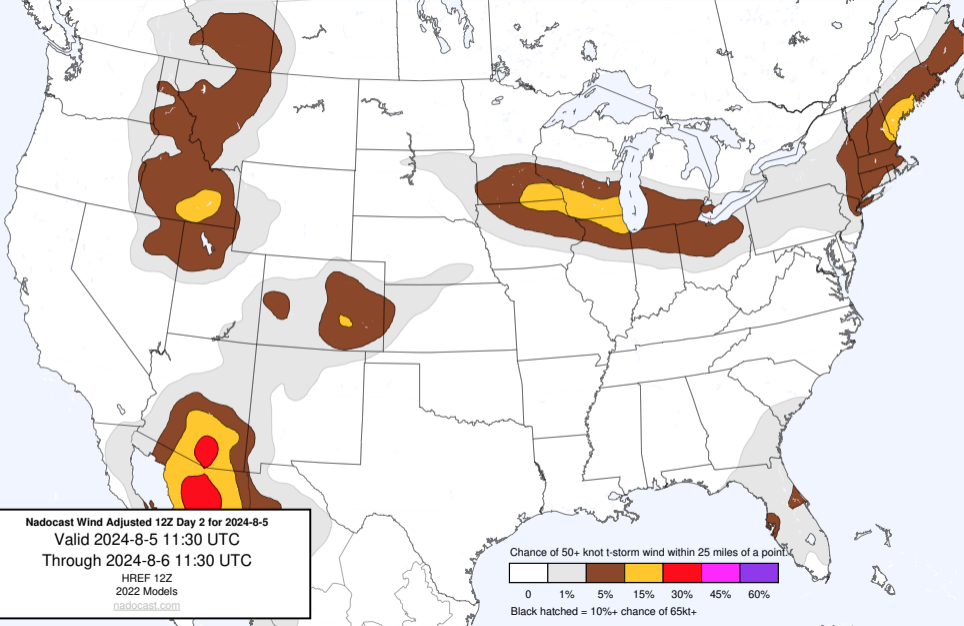 Nadocast Wind Adjusted 12Z Day 2 for 2024-8-5
Valid 2024-8-5 11:30 UTC
Through 2024-8-6 11:30 UTC
HREF 12Z
2022 Models
nadocast.com
Chance of 50+ knot t-storm wind within 25 miles of a point.
0 1% 5% 15% 30% 45% 60%
Black hatched = 10%+ chance of 65kt+